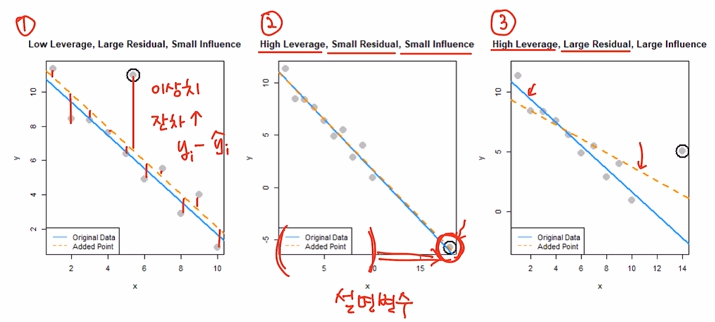 ①
Low Leverage, Large Residual, Small Influence
이상치
잔차↑
yᵢ - ŷᵢ
y
10
8
6
4
2
Original Data
Added Point
2 4 6 8 10
x
②
High Leverage, Small Residual, Small Influence
y
10
5
0
-5
Original Data
Added Point
5 10 15
x
설명변수
③
High Leverage, Large Residual, Large Influence
y
10
5
0
Original Data
Added Point
2 4 6 8 10 12 14
x